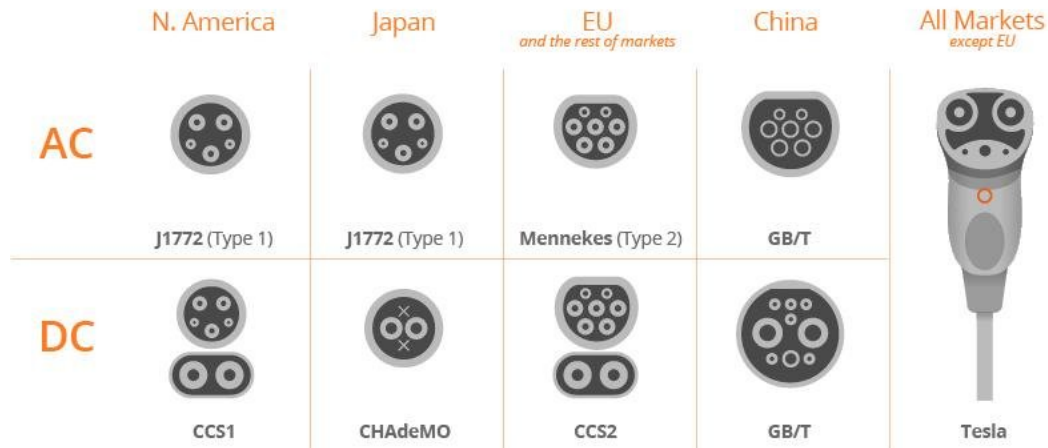 N. America
Japan
EU
and the rest of markets
China
All Markets
except EU
AC
J1772 (Type 1)
J1772 (Type 1)
Mennekes (Type 2)
GB/T
DC
CCS1
CHAdeMO
CCS2
GB/T
Tesla